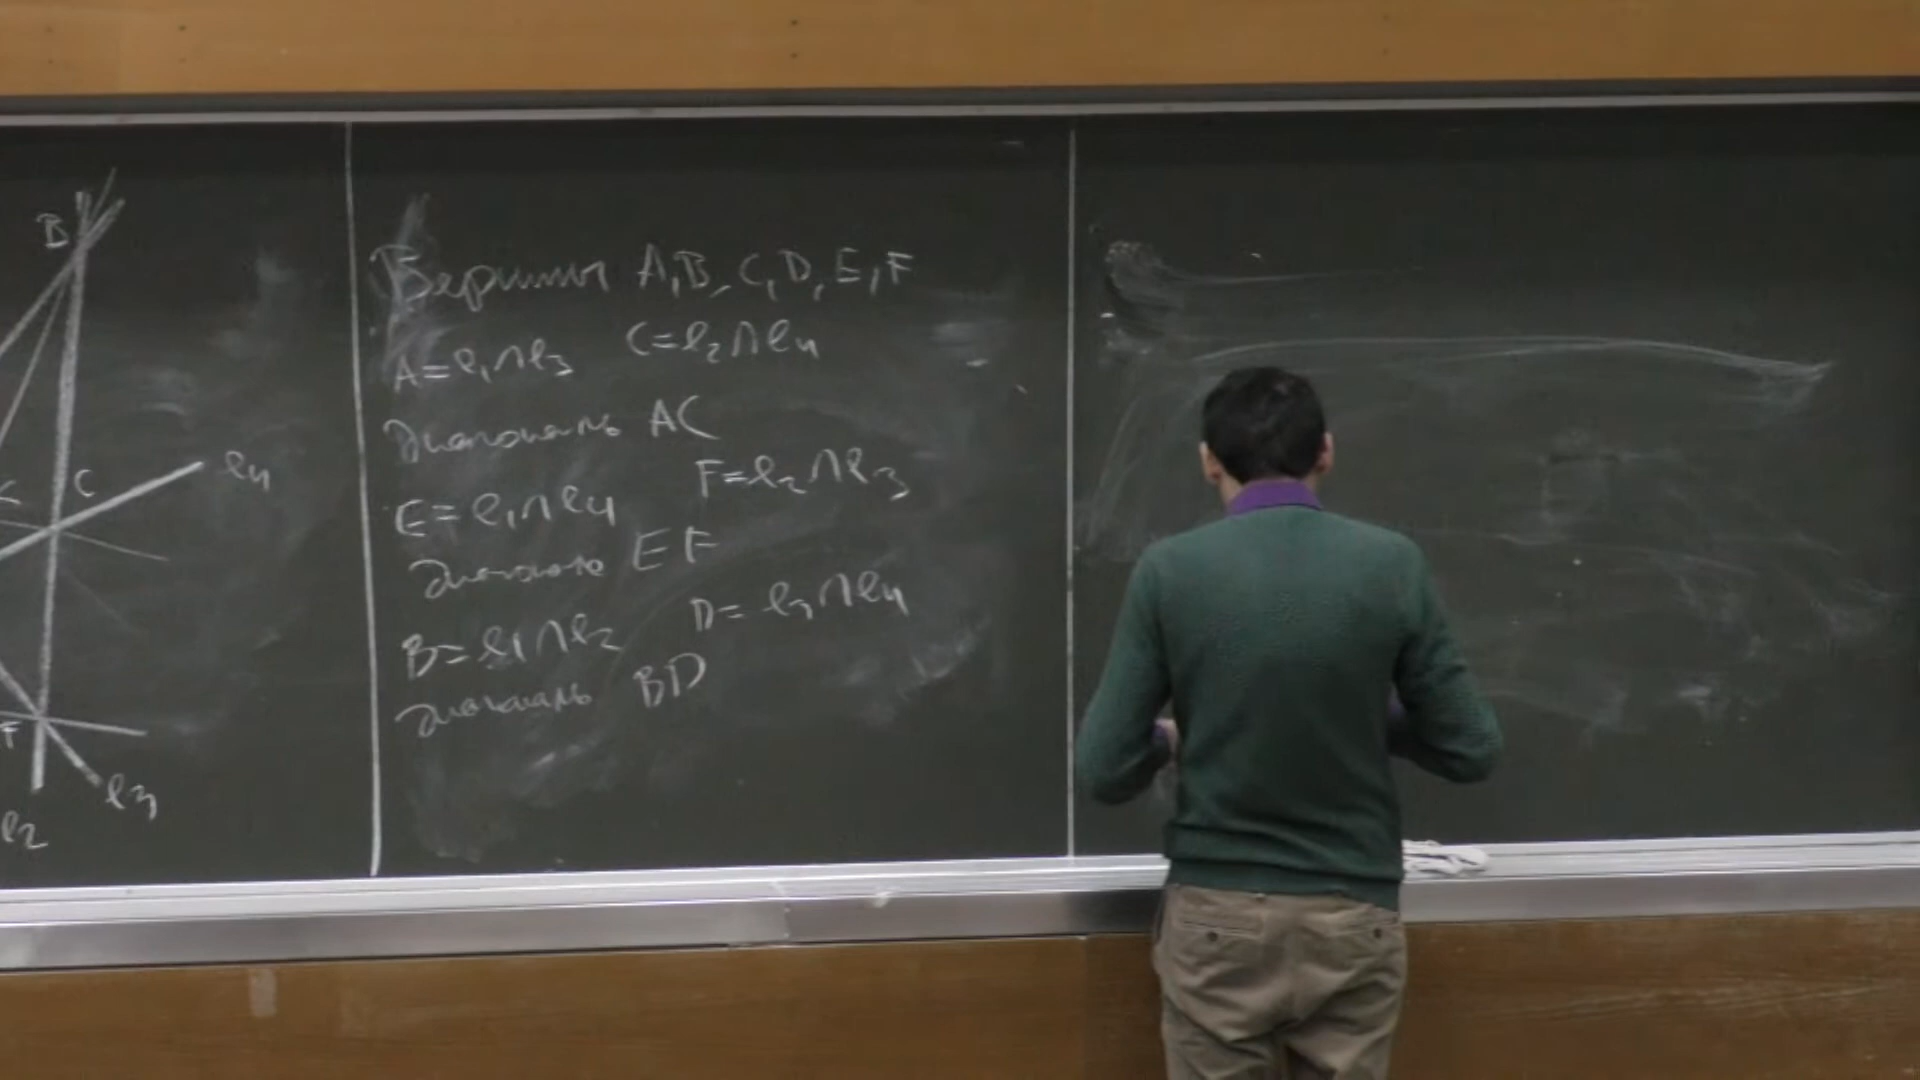 B
C
ℓ4
F
ℓ3
ℓ2
Вершины A, B, C, D, E, F
A=ℓ1∩ℓ3 C=ℓ2∩ℓ4
Диагональ AC
E=ℓ1∩ℓ4 F=ℓ2∩ℓ3
Диагональ EF
B=ℓ1∩ℓ2 D=ℓ3∩ℓ4
Диагональ BD